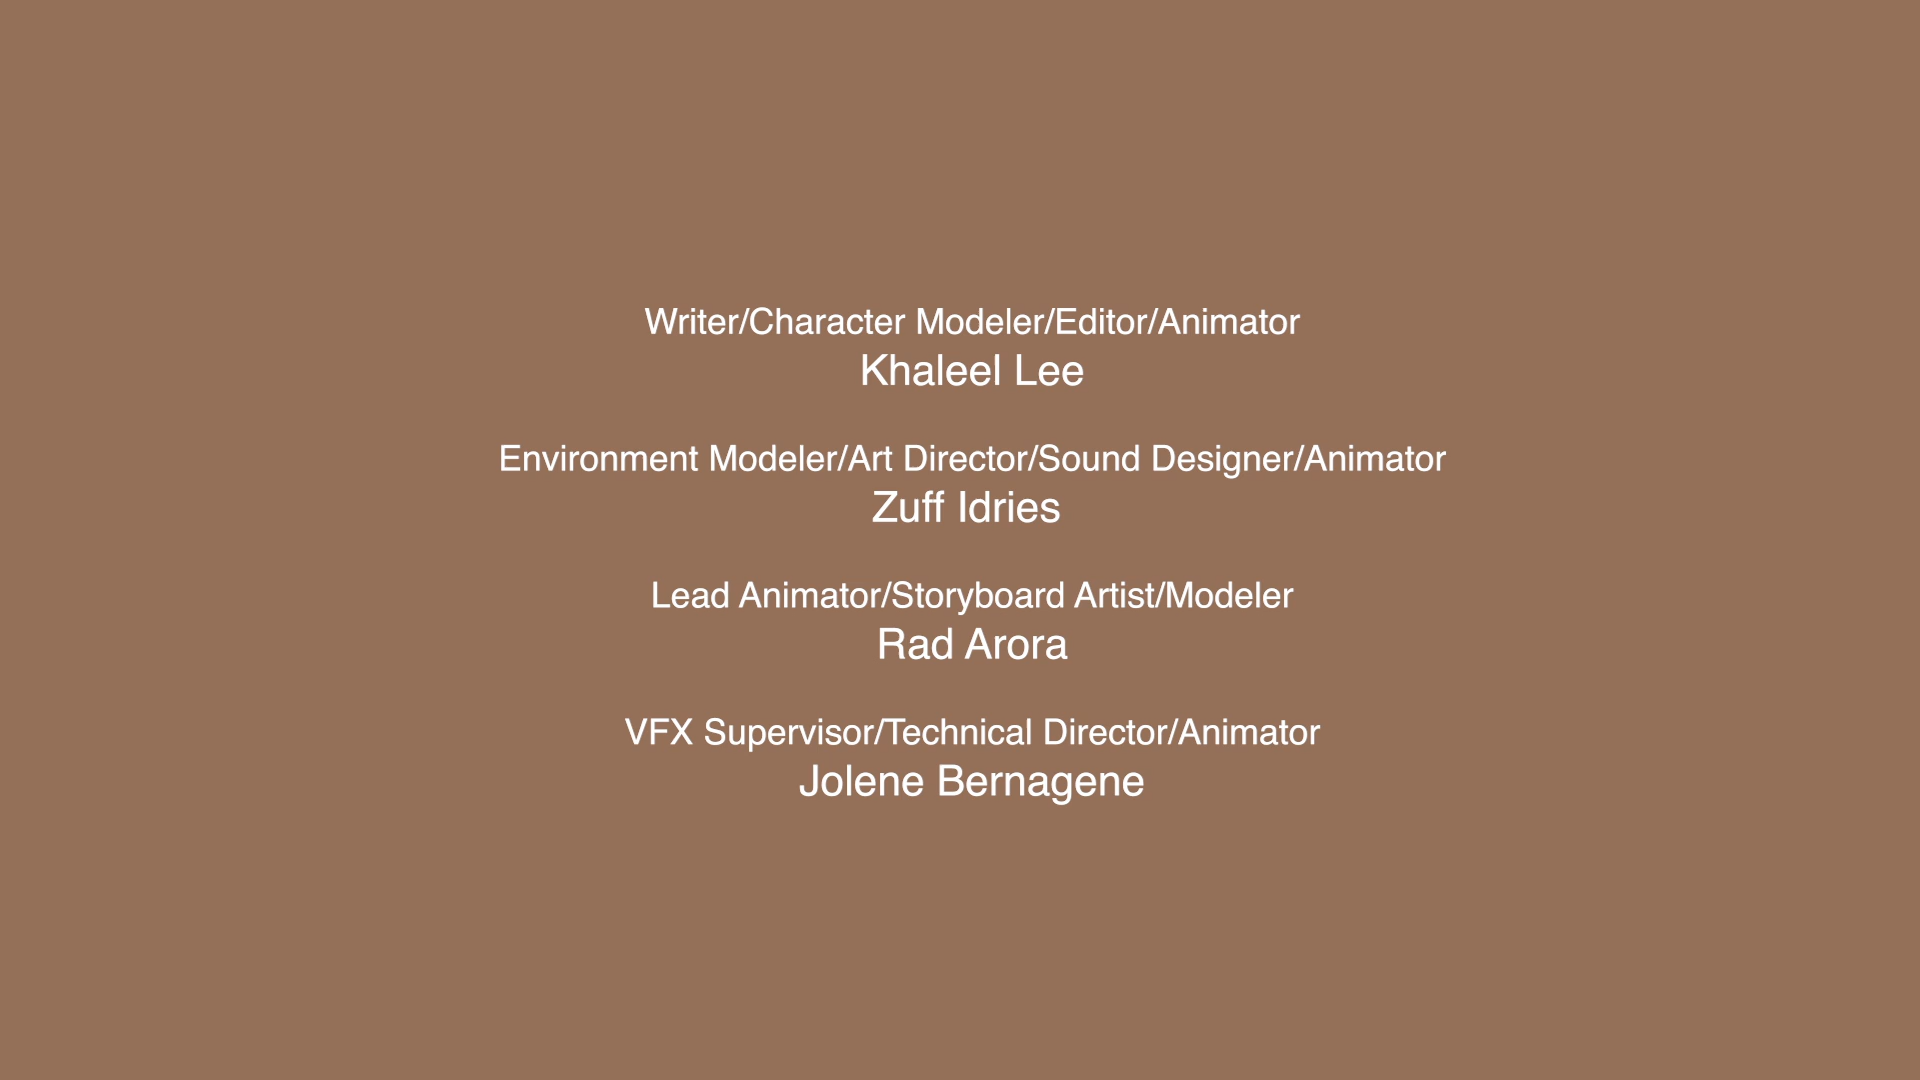 Writer/Character Modeler/Editor/Animator
Khaleel Lee
Environment Modeler/Art Director/Sound Designer/Animator
Zuff Idries
Lead Animator/Storyboard Artist/Modeler
Rad Arora
VFX Supervisor/Technical Director/Animator
Jolene Bernagene